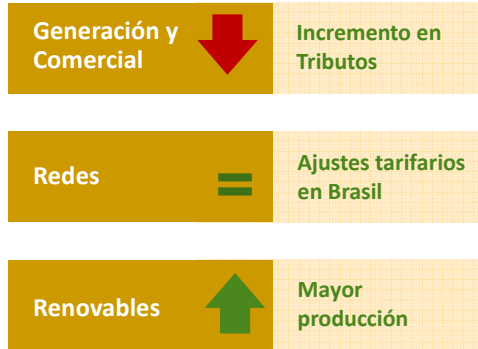 Generación y
Comercial
Incremento en
Tributos
Redes
=
Ajustes tarifarios
en Brasil
Renovables
Mayor
producción